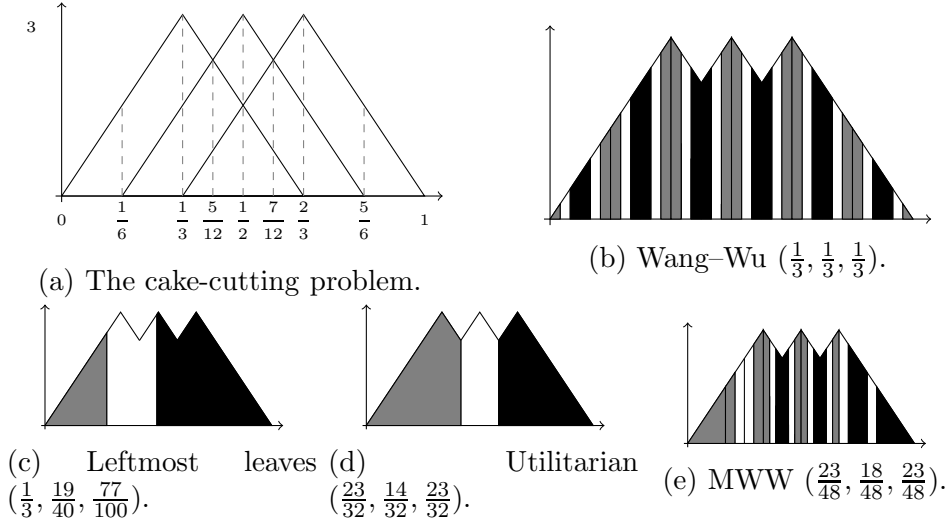 3
0 1/6 1/3 5/12 1/2 7/12 2/3 5/6 1
(a) The cake-cutting problem.
(b) Wang–Wu (1/3, 1/3, 1/3).
(c) Leftmost leaves
(1/3, 19/40, 77/100).
(d) Utilitarian
(23/32, 14/32, 23/32).
(e) MWW (23/48, 18/48, 23/48).